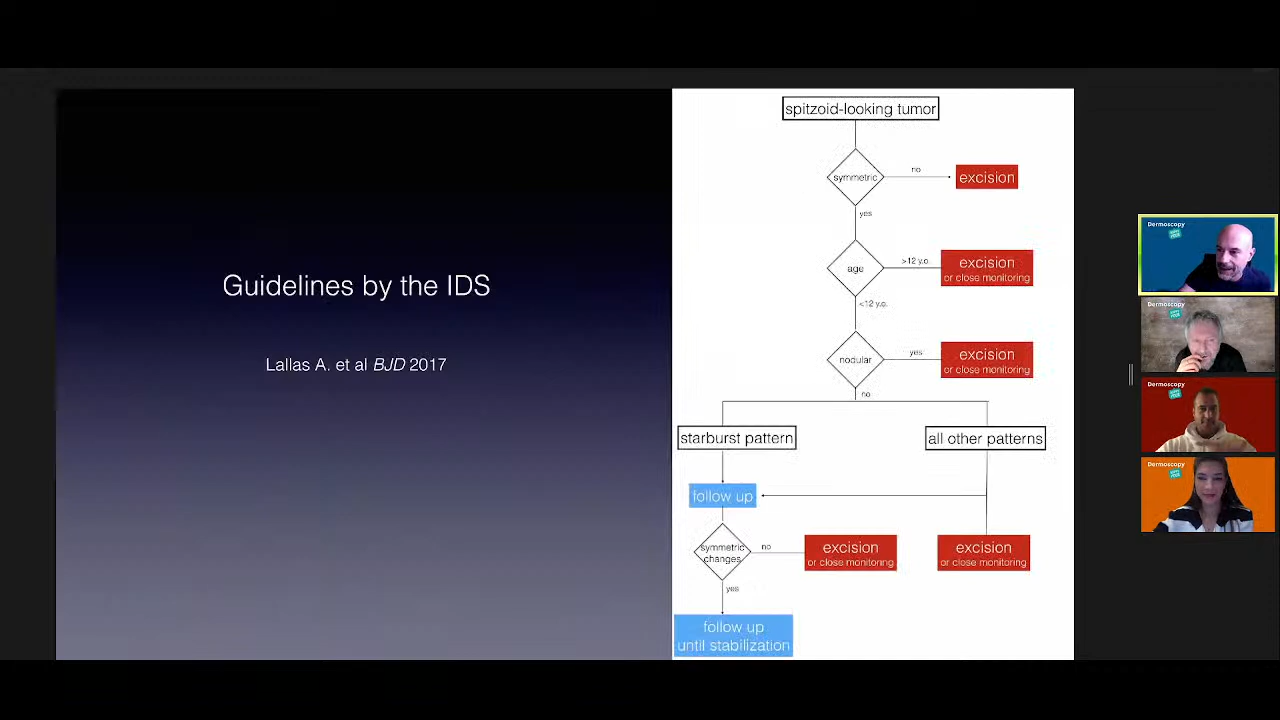 Guidelines by the IDS
Lallas A. et al BJD 2017
spitzoid-looking tumor
symmetric
no
excision
yes
age
>12 y.o.
excision
or close monitoring
<12 y.o.
nodular
yes
excision
or close monitoring
no
starburst pattern
all other patterns
follow up
symmetric
changes
no
excision
or close monitoring
excision
or close monitoring
yes
follow up
until stabilization
Dermoscopy
Dermoscopy
Dermoscopy
Dermoscopy